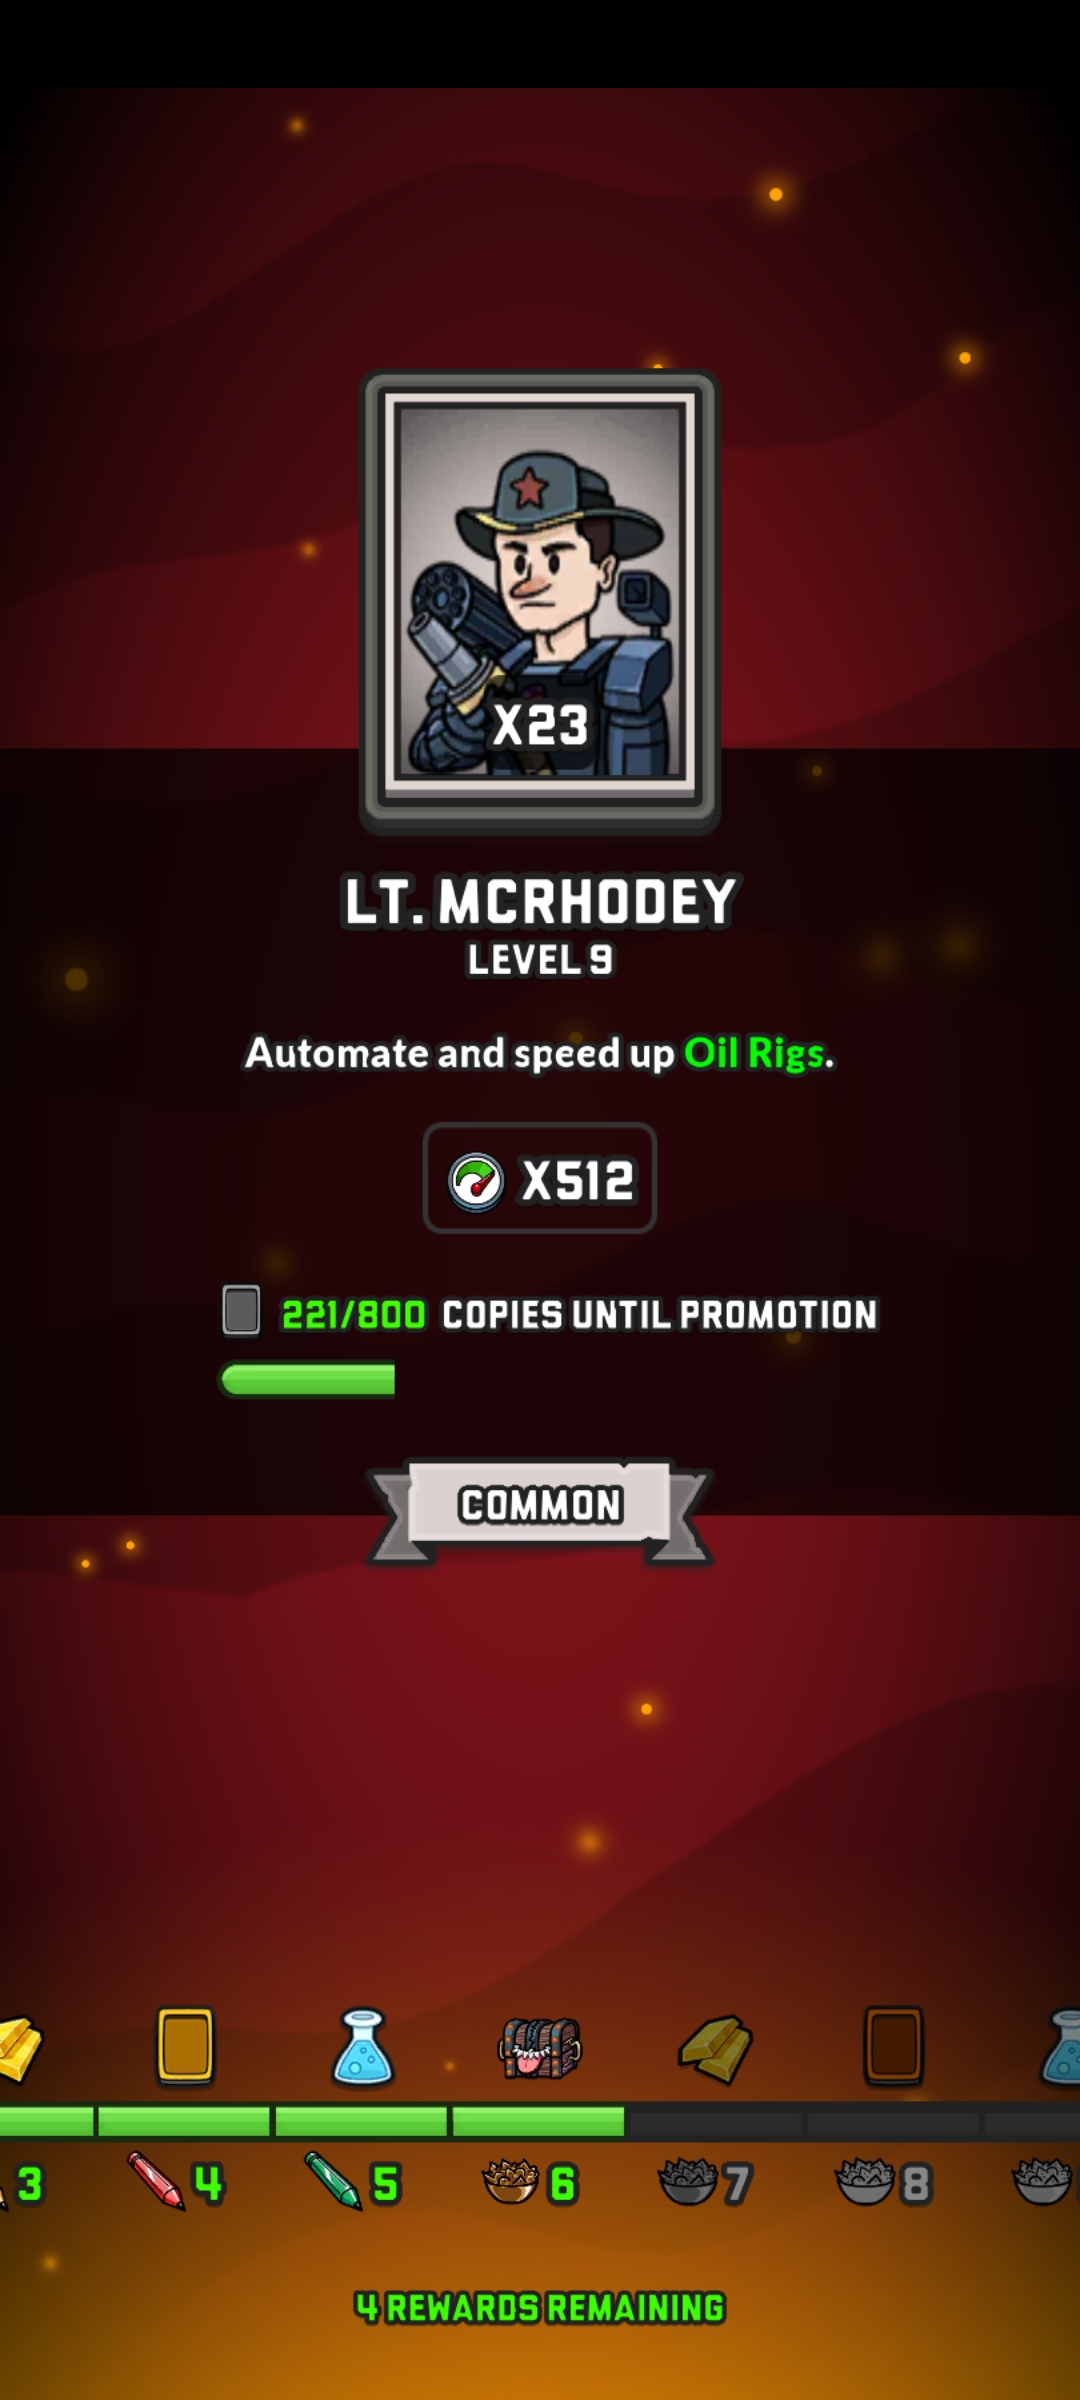 X23
LT. MCRHODEY
LEVEL 9
Automate and speed up Oil Rigs.
X512
221/800 COPIES UNTIL PROMOTION
COMMON
3 4 5 6 7 8
4 REWARDS REMAINING